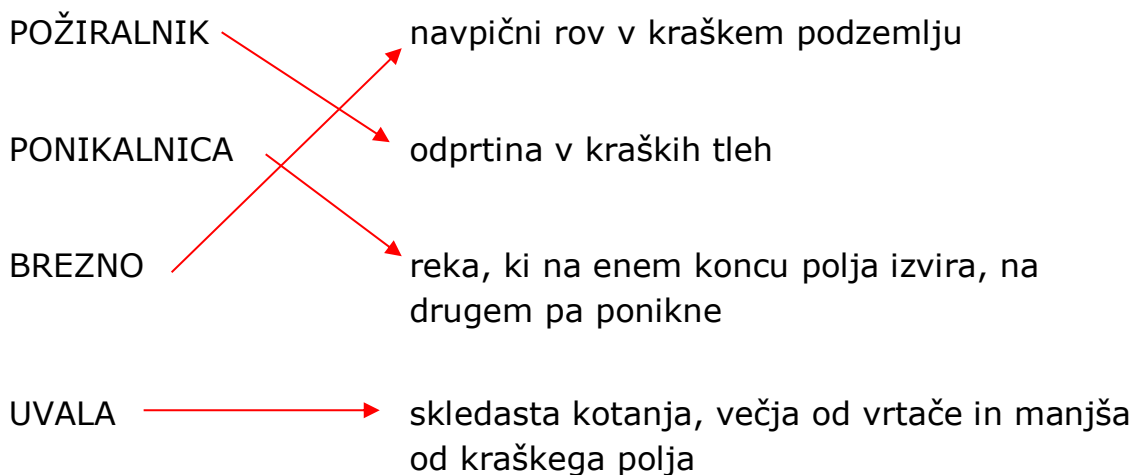 POŽIRALNIK navpični rov v kraškem podzemlju
PONIKALNICA odprtina v kraških tleh
BREZNO reka, ki na enem koncu polja izvira, na
drugem pa ponikne
UVALA skledasta kotanja, večja od vrtače in manjša
od kraškega polja